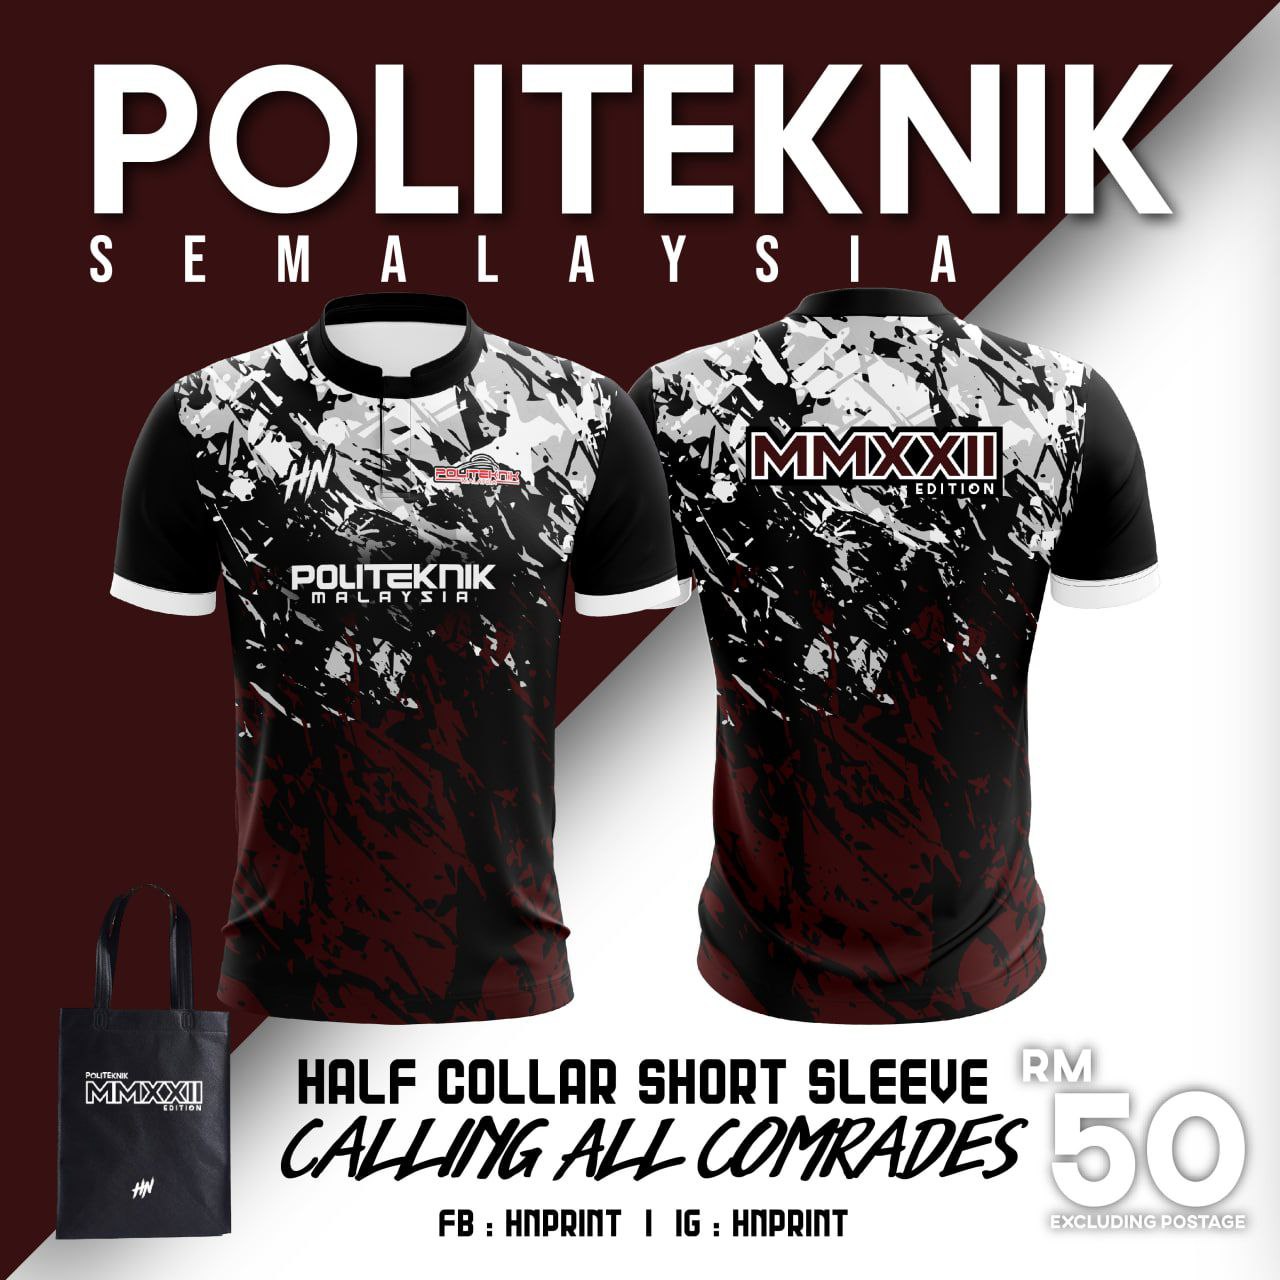 POLITEKNIK
SEMALAYSIA
HN
POLITEKNIK
POLITEKNIK
MALAYSIA
MMXXII
EDITION
POLITEKNIK
MMXXII
EDITION
HN
HALF COLLAR SHORT SLEEVE
CALLING ALL COMRADES
FB : HNPRINT | IG : HNPRINT
RM
50
EXCLUDING POSTAGE